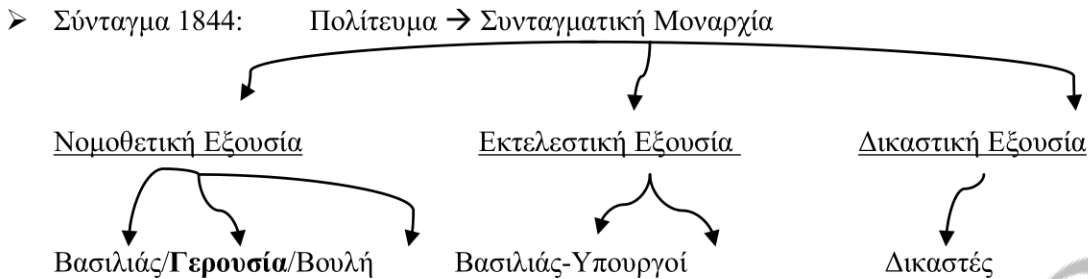 ➢ Σύνταγμα 1844: Πολίτευμα → Συνταγματική Μοναρχία
Νομοθετική Εξουσία Εκτελεστική Εξουσία Δικαστική Εξουσία
Βασιλιάς/Γερουσία/Βουλή Βασιλιάς-Υπουργοί Δικαστές